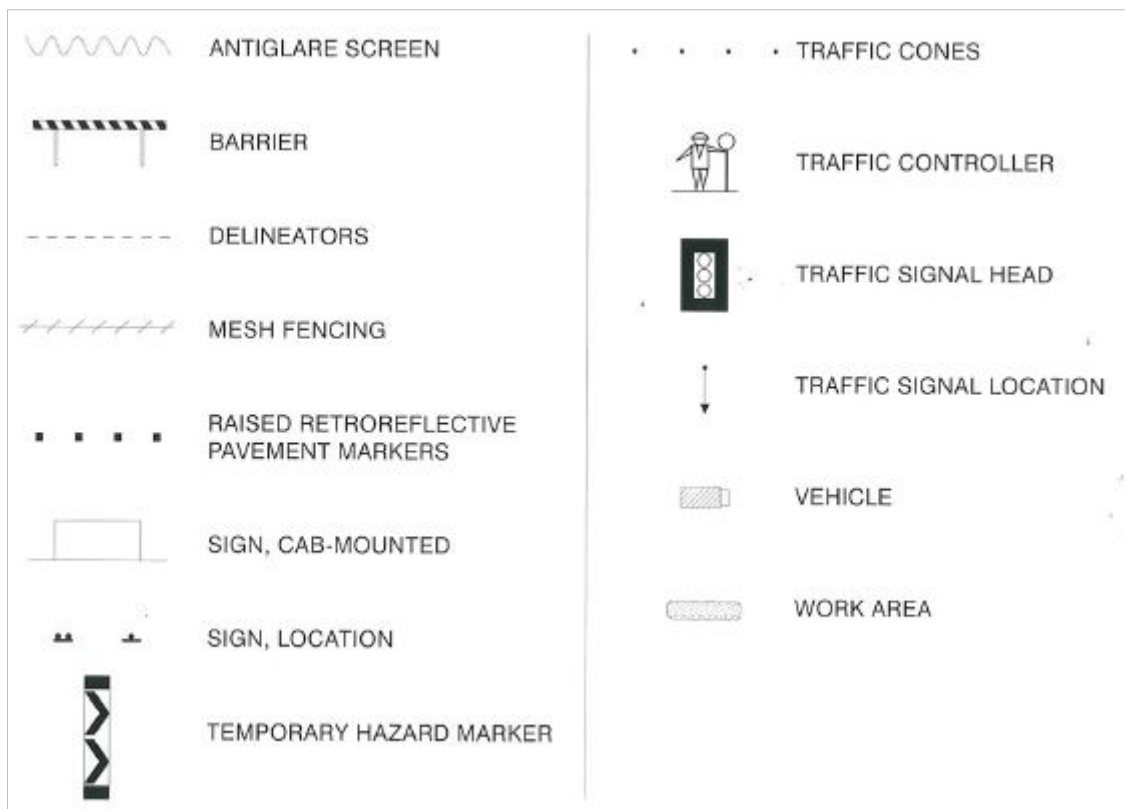 ANTIGLARE SCREEN
BARRIER
DELINEATORS
MESH FENCING
RAISED RETROREFLECTIVE
PAVEMENT MARKERS
SIGN, CAB-MOUNTED
SIGN, LOCATION
TEMPORARY HAZARD MARKER
TRAFFIC CONES
TRAFFIC CONTROLLER
TRAFFIC SIGNAL HEAD
TRAFFIC SIGNAL LOCATION
VEHICLE
WORK AREA